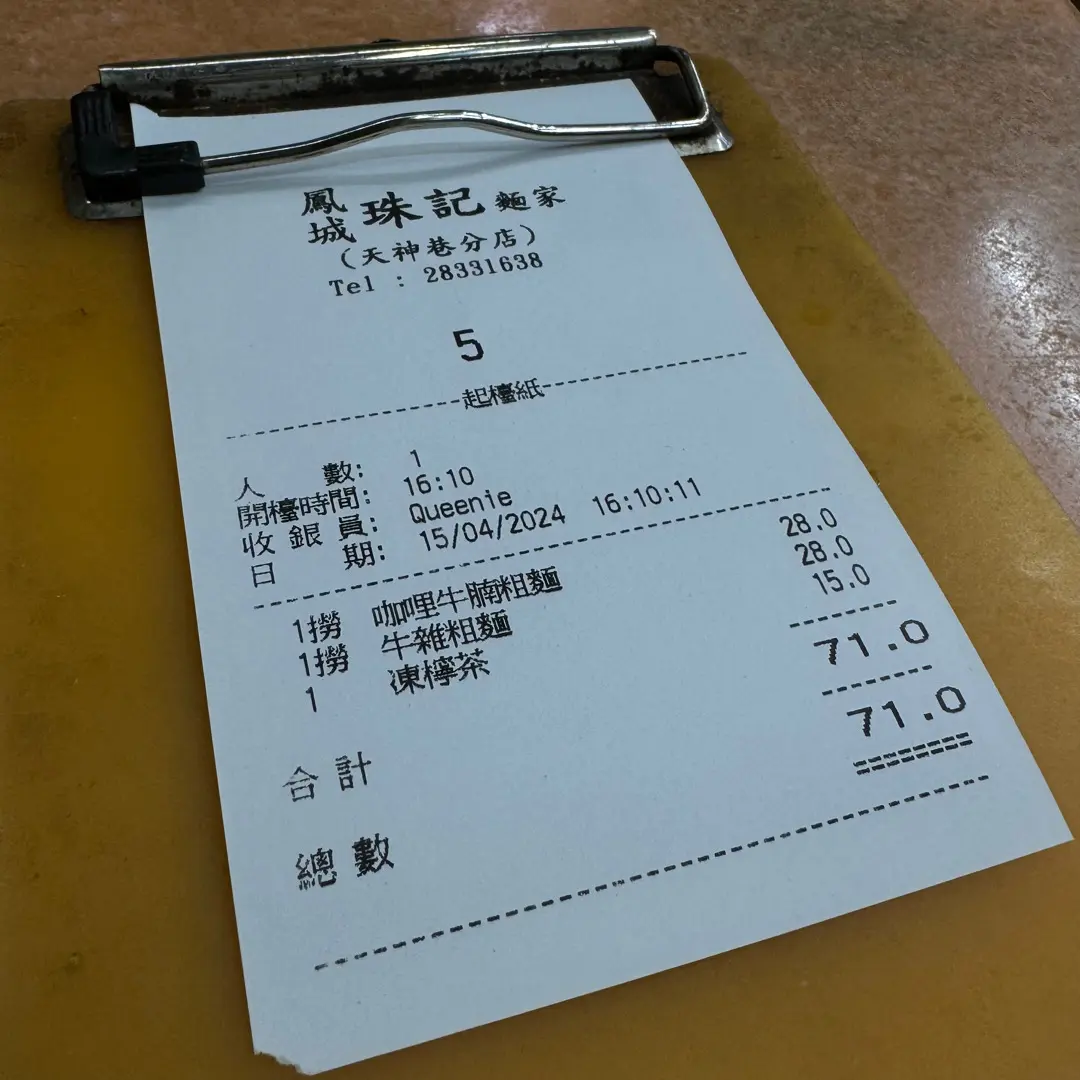 鳳城珠記麵家
(天神巷分店)
Tel : 28331638
5
起檯紙
人 數: 1
開檯時間: 16:10
收銀員: Queenie
日 期: 15/04/2024 16:10:11
1撈 咖哩牛腩粗麵 28.0
1撈 牛雜粗麵 28.0
1 凍檸茶 15.0
合計 71.0
總數 71.0